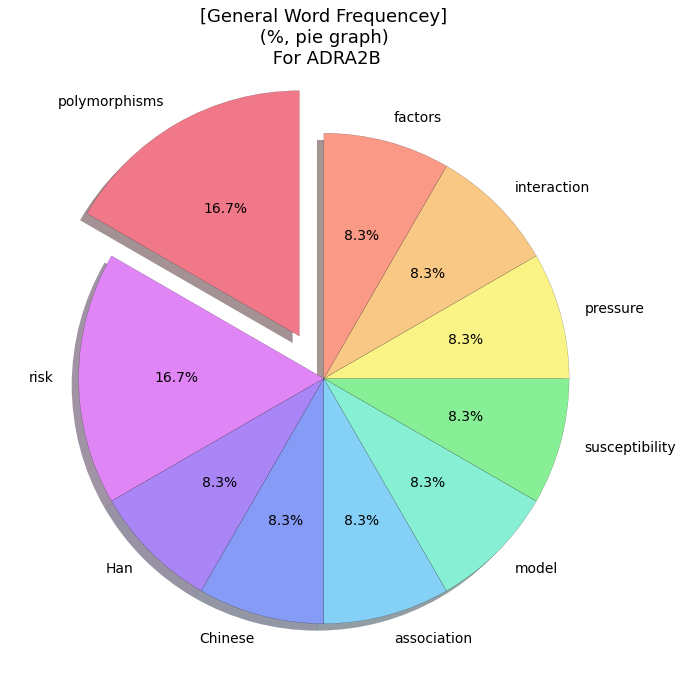 [General Word Frequencey]
(%, pie graph)
For ADRA2B
polymorphisms
factors
interaction
16.7%
8.3%
8.3%
pressure
8.3%
risk
16.7%
8.3%
susceptibility
8.3%
8.3%
8.3%
8.3%
Han
model
Chinese
association